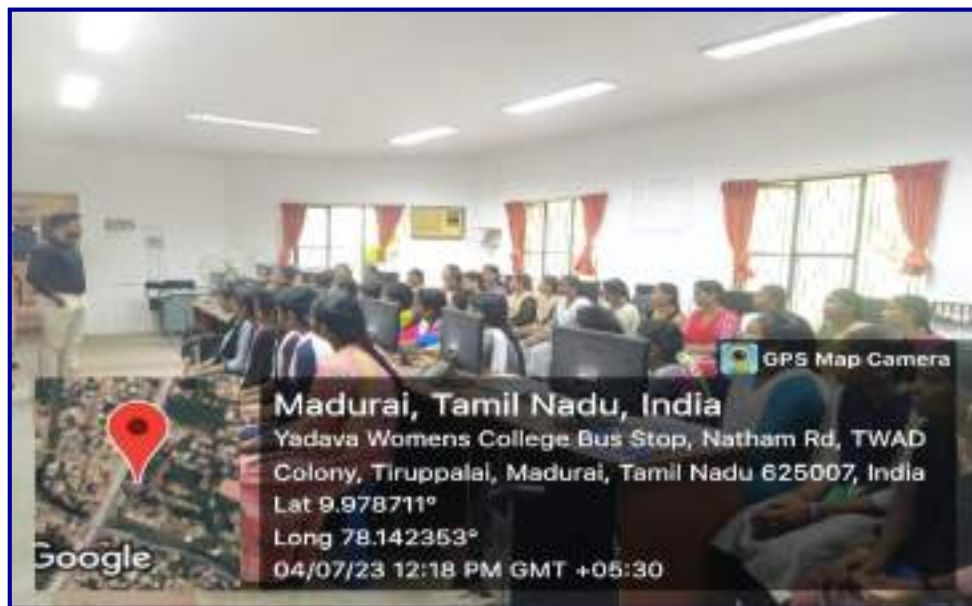 GPS Map Camera
Madurai, Tamil Nadu, India
Yadava Womens College Bus Stop, Natham Rd, TWAD
Colony, Tiruppalai, Madurai, Tamil Nadu 625007, India
Lat 9.978711°
Long 78.142353°
04/07/23 12:18 PM GMT +05:30
Google